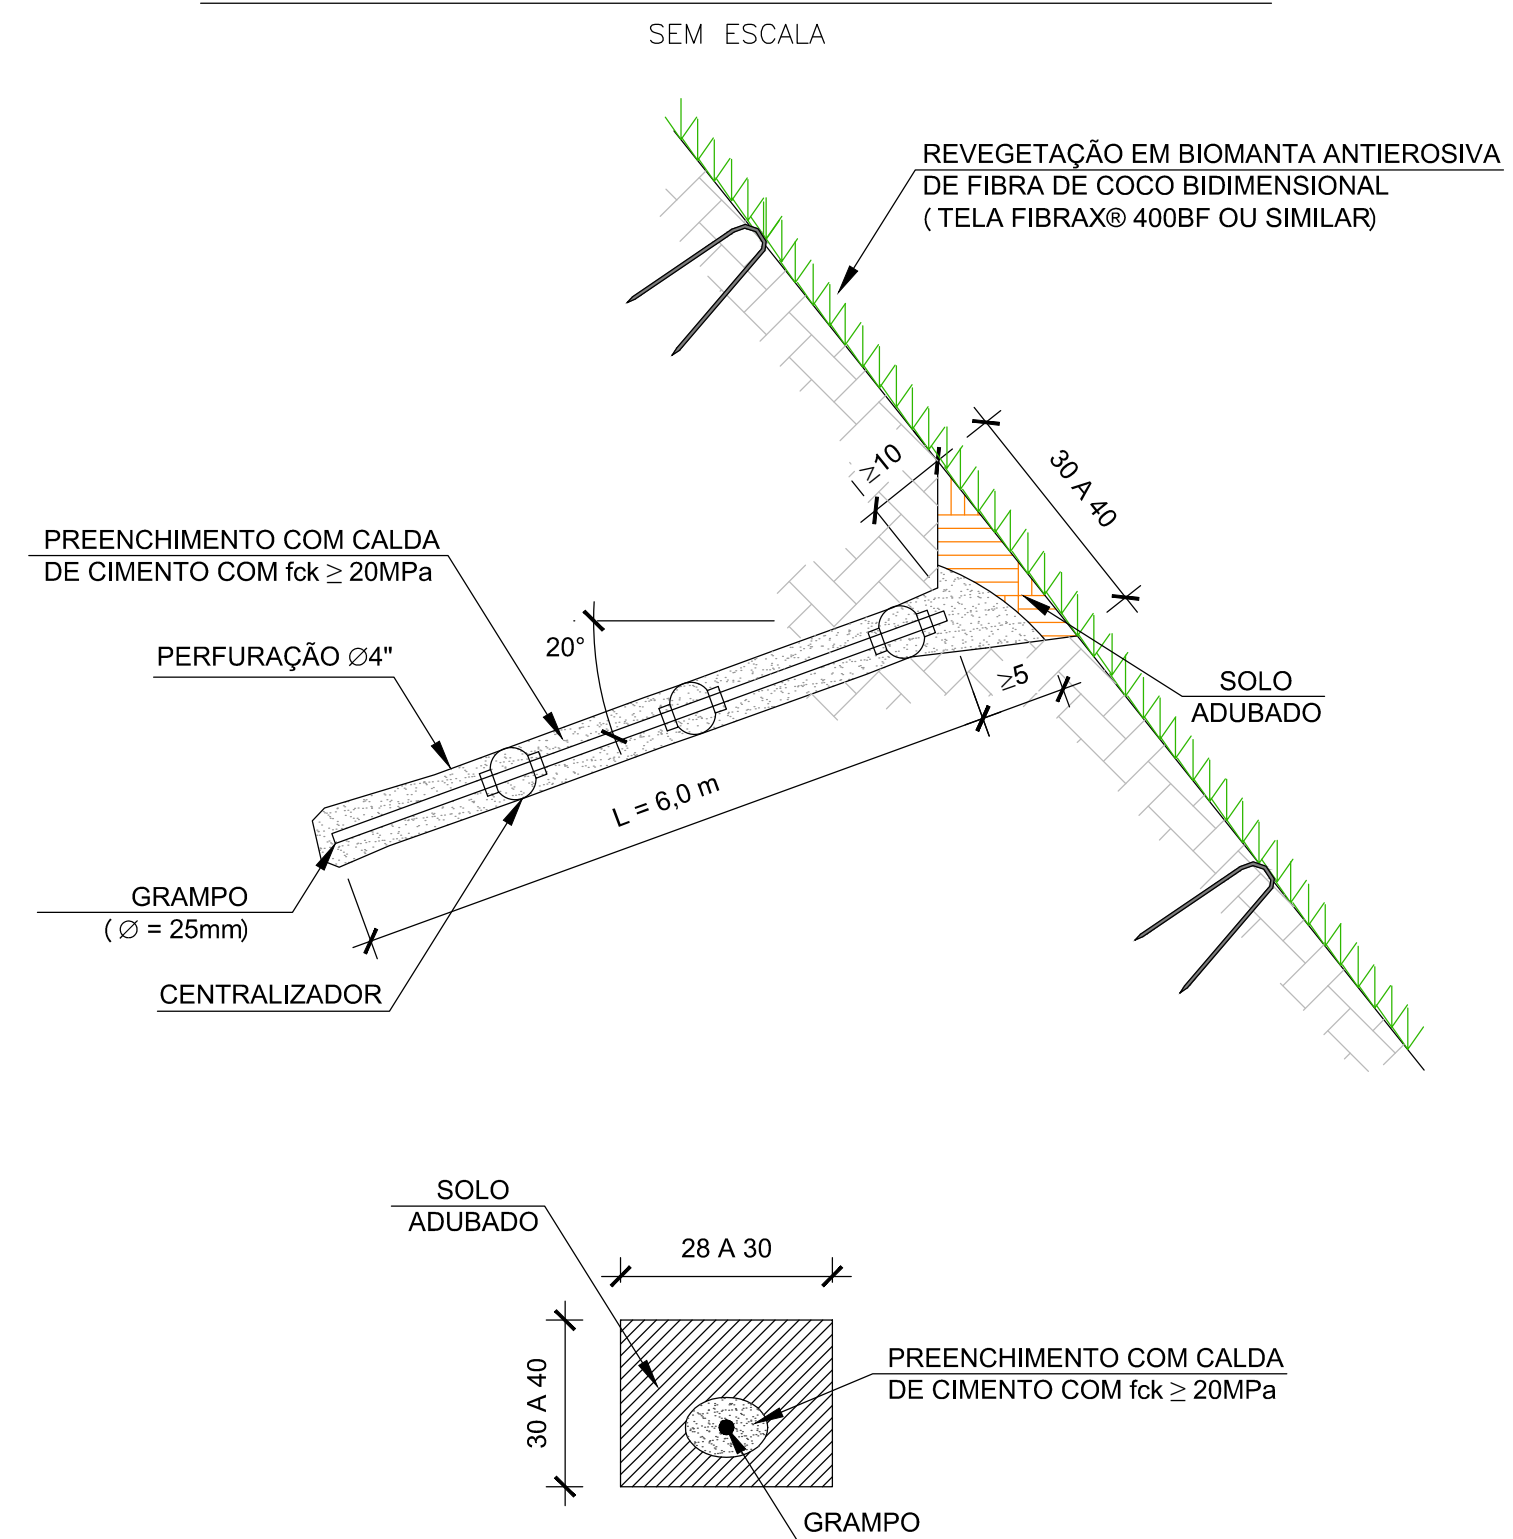 SEM ESCALA
REVEGETAÇÃO EM BIOMANTA ANTIEROSIVA
DE FIBRA DE COCO BIDIMENSIONAL
( TELA FIBRAX® 400BF OU SIMILAR)
≥10
30 A 40
PREENCHIMENTO COM CALDA
DE CIMENTO COM fck ≥ 20MPa
20°
PERFURAÇÃO ∅4"
≥5
SOLO
ADUBADO
L = 6,0 m
GRAMPO
( ∅ = 25mm)
CENTRALIZADOR
SOLO
ADUBADO
28 A 30
30 A 40
PREENCHIMENTO COM CALDA
DE CIMENTO COM fck ≥ 20MPa
GRAMPO